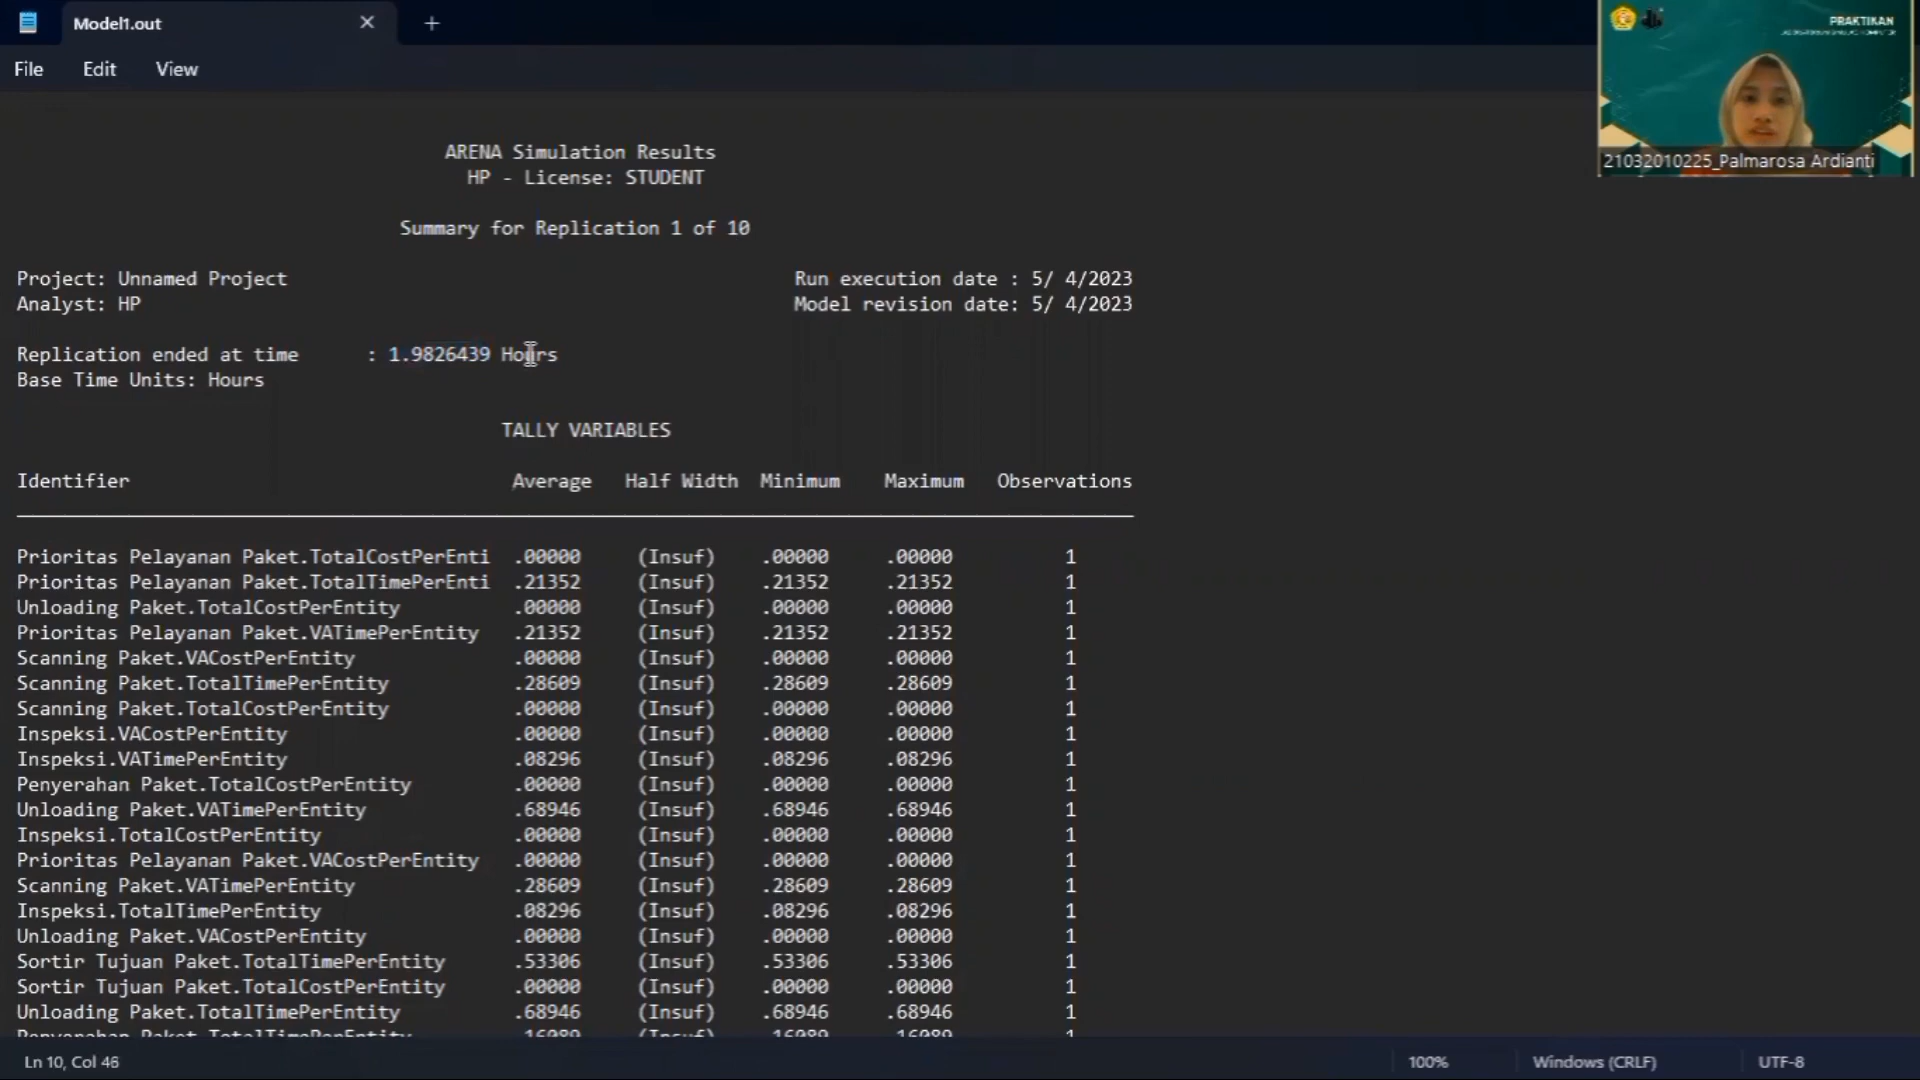 Model1.out
File Edit View
PRAKTIKAN
21032010225_Palmarosa Ardianti
ARENA Simulation Results
HP - License: STUDENT
Summary for Replication 1 of 10
Project: Unnamed Project Run execution date : 5/ 4/2023
Analyst: HP Model revision date: 5/ 4/2023
Replication ended at time : 1.9826439 Hours
Base Time Units: Hours
TALLY VARIABLES
Identifier Average Half Width Minimum Maximum Observations
Prioritas Pelayanan Paket.TotalCostPerEnti .00000 (Insuf) .00000 .00000 1
Prioritas Pelayanan Paket.TotalTimePerEnti .21352 (Insuf) .21352 .21352 1
Unloading Paket.TotalCostPerEntity .00000 (Insuf) .00000 .00000 1
Prioritas Pelayanan Paket.VATimePerEntity .21352 (Insuf) .21352 .21352 1
Scanning Paket.VACostPerEntity .00000 (Insuf) .00000 .00000 1
Scanning Paket.TotalTimePerEntity .28609 (Insuf) .28609 .28609 1
Scanning Paket.TotalCostPerEntity .00000 (Insuf) .00000 .00000 1
Inspeksi.VACostPerEntity .00000 (Insuf) .00000 .00000 1
Inspeksi.VATimePerEntity .08296 (Insuf) .08296 .08296 1
Penyerahan Paket.TotalCostPerEntity .00000 (Insuf) .00000 .00000 1
Unloading Paket.VATimePerEntity .68946 (Insuf) .68946 .68946 1
Inspeksi.TotalCostPerEntity .00000 (Insuf) .00000 .00000 1
Prioritas Pelayanan Paket.VACostPerEntity .00000 (Insuf) .00000 .00000 1
Scanning Paket.VATimePerEntity .28609 (Insuf) .28609 .28609 1
Inspeksi.TotalTimePerEntity .08296 (Insuf) .08296 .08296 1
Unloading Paket.VACostPerEntity .00000 (Insuf) .00000 .00000 1
Sortir Tujuan Paket.TotalTimePerEntity .53306 (Insuf) .53306 .53306 1
Sortir Tujuan Paket.TotalCostPerEntity .00000 (Insuf) .00000 .00000 1
Unloading Paket.TotalTimePerEntity .68946 (Insuf) .68946 .68946 1
Penyerahan Paket.TotalTimePerEntity .16089 (Insuf) .16089 .16089 1
Ln 10, Col 46 100% Windows (CRLF) UTF-8